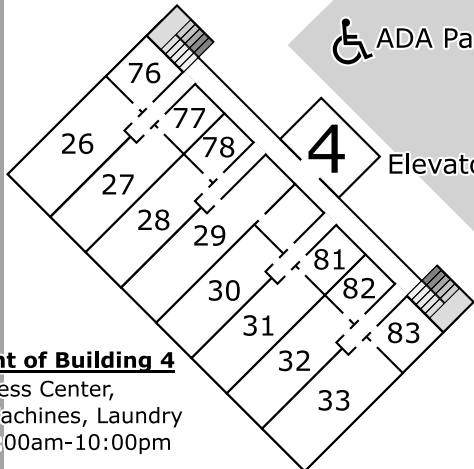 ADA Pa
76
77
26
78
4
Elevato
27
28
29
81
30
82
31
83
32
33
nt of Building 4
ess Center,
achines, Laundry
00am-10:00pm